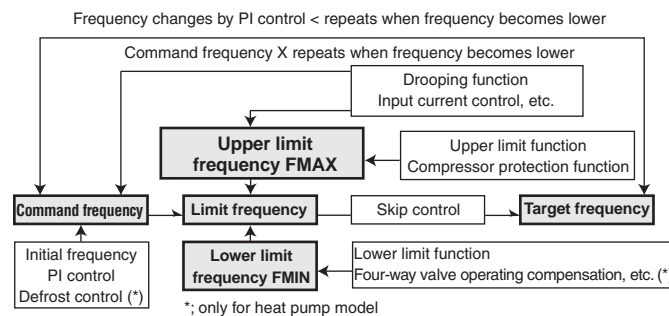 Frequency changes by PI control < repeats when frequency becomes lower
Command frequency X repeats when frequency becomes lower
Drooping function
Input current control, etc.
Upper limit
frequency FMAX
Upper limit function
Compressor protection function
Command frequency
Limit frequency
Skip control
Target frequency
Initial frequency
PI control
Defrost control (*)
Lower limit
frequency FMIN
Lower limit function
Four-way valve operating compensation, etc. (*)
*; only for heat pump model